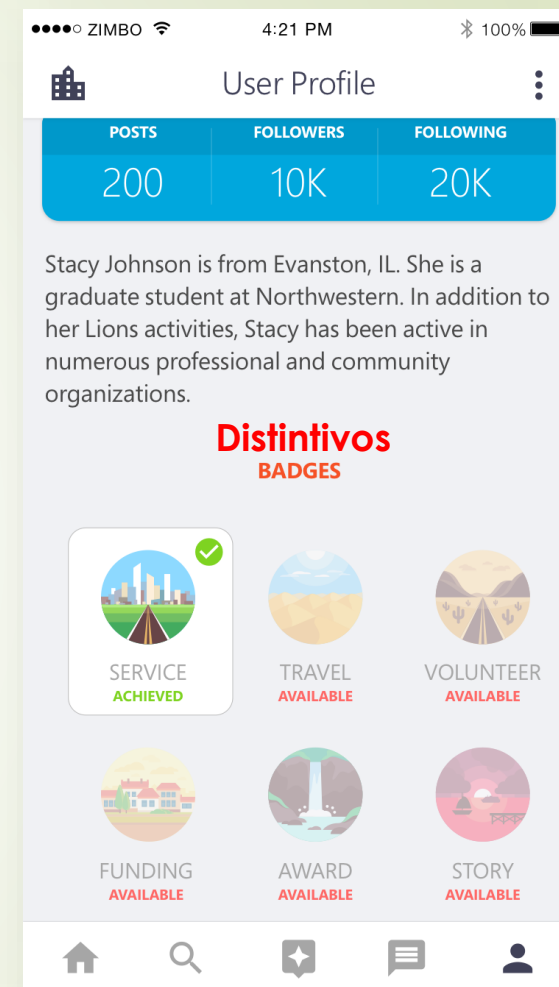 ZIMBO 4:21 PM 100%
User Profile
POSTS FOLLOWERS FOLLOWING
200 10K 20K
Stacy Johnson is from Evanston, IL. She is a
graduate student at Northwestern. In addition to
her Lions activities, Stacy has been active in
numerous professional and community
organizations.
Distintivos
BADGES
SERVICE TRAVEL VOLUNTEER
ACHIEVED AVAILABLE AVAILABLE
FUNDING AWARD STORY
AVAILABLE AVAILABLE AVAILABLE